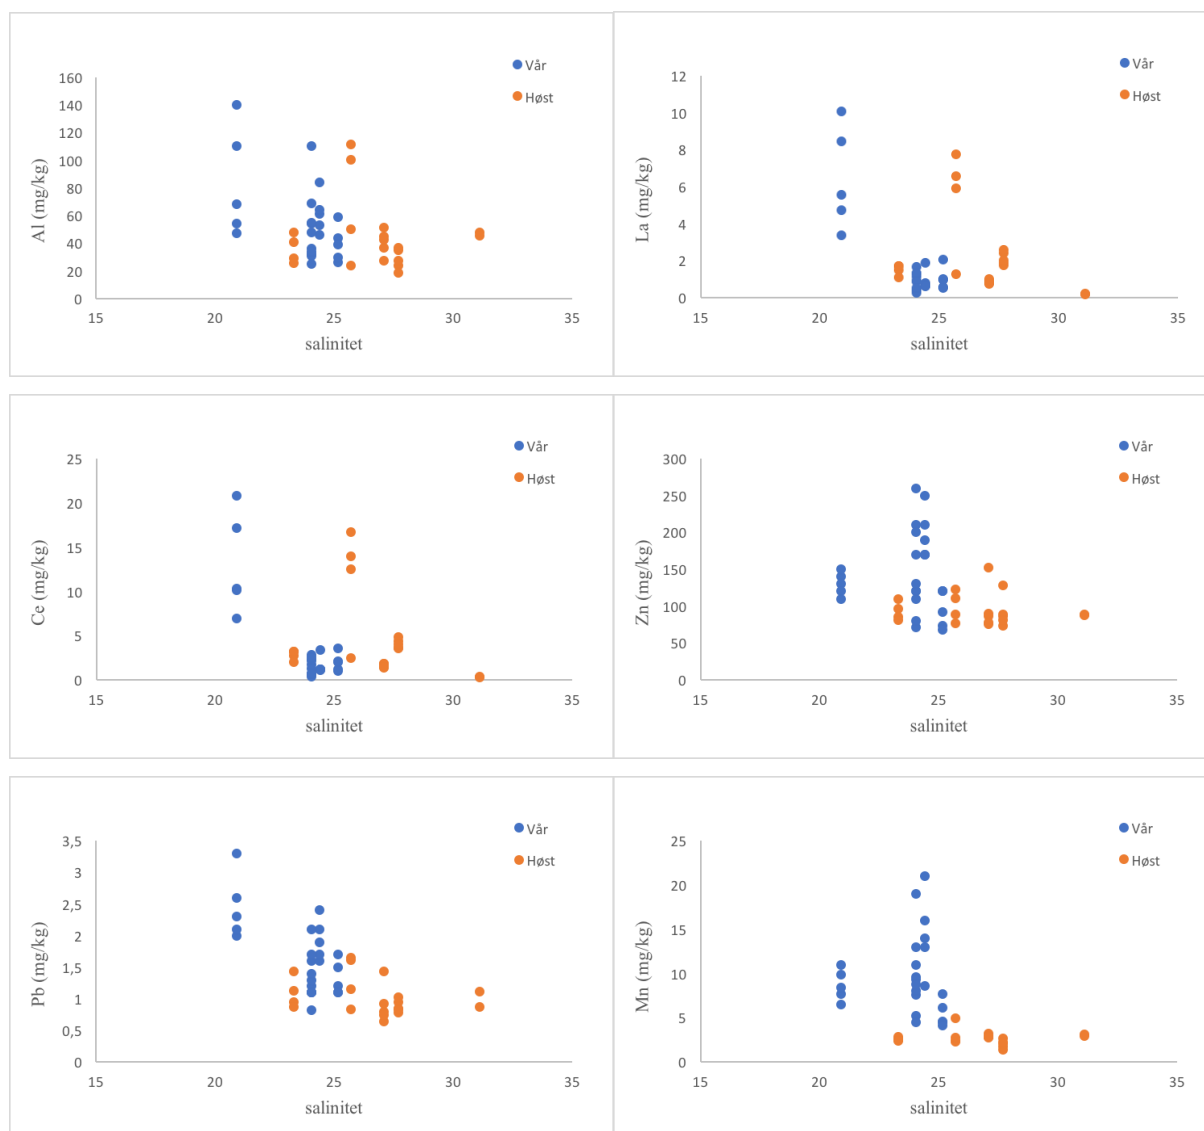 Vår
Høst
160
140
120
100
80
60
40
20
0
Al (mg/kg)
15 20 25 30 35
salinitet
Vår
Høst
12
10
8
6
4
2
0
La (mg/kg)
15 20 25 30 35
salinitet
Vår
Høst
25
20
15
10
5
0
Ce (mg/kg)
15 20 25 30 35
salinitet
Vår
Høst
300
250
200
150
100
50
0
Zn (mg/kg)
15 20 25 30 35
salinitet
Vår
Høst
3,5
3
2,5
2
1,5
1
0,5
0
Pb (mg/kg)
15 20 25 30 35
salinitet
Vår
Høst
25
20
15
10
5
0
Mn (mg/kg)
15 20 25 30 35
salinitet